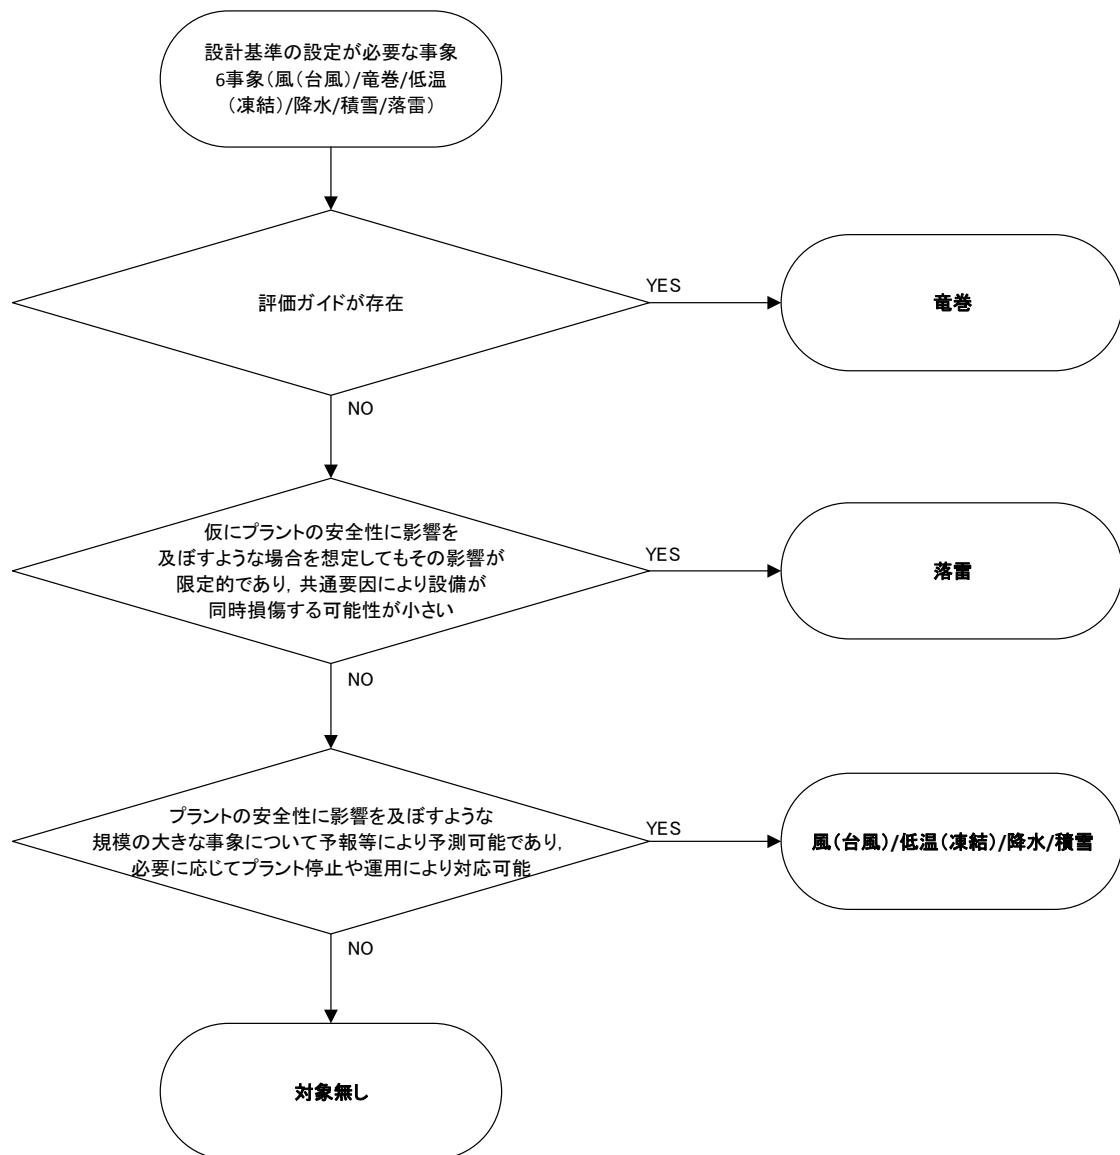 設計基準の設定が必要な事象
6事象(風(台風)/竜巻/低温
(凍結)/降水/積雪/落雷)
評価ガイドが存在
YES
竜巻
NO
仮にプラントの安全性に影響を
及ぼすような場合を想定してもその影響が
限定的であり，共通要因により設備が
同時損傷する可能性が小さい
YES
落雷
NO
プラントの安全性に影響を及ぼすような
規模の大きな事象について予報等により予測可能であり，
必要に応じてプラント停止や運用により対応可能
YES
風(台風)/低温(凍結)/降水/積雪
NO
対象無し